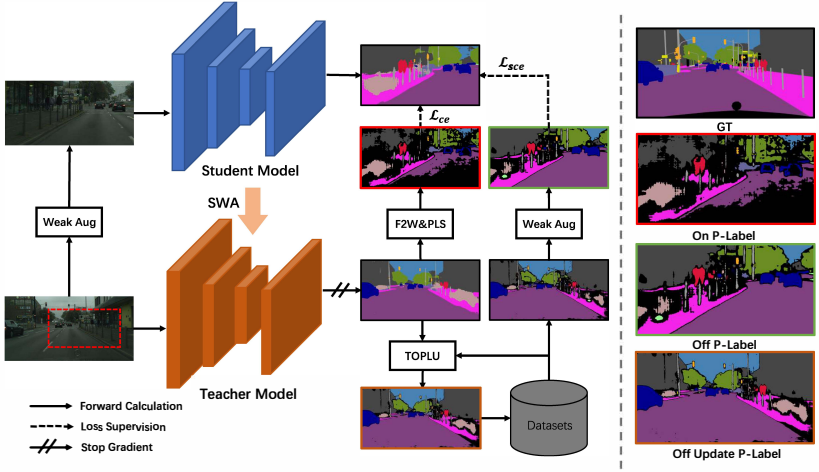 ℒsce
ℒce
GT
Student Model
SWA
Weak Aug
F2W&PLS
Weak Aug
On P-Label
TOPLU
Off P-Label
Teacher Model
Forward Calculation
Loss Supervision
Stop Gradient
Datasets
Off Update P-Label